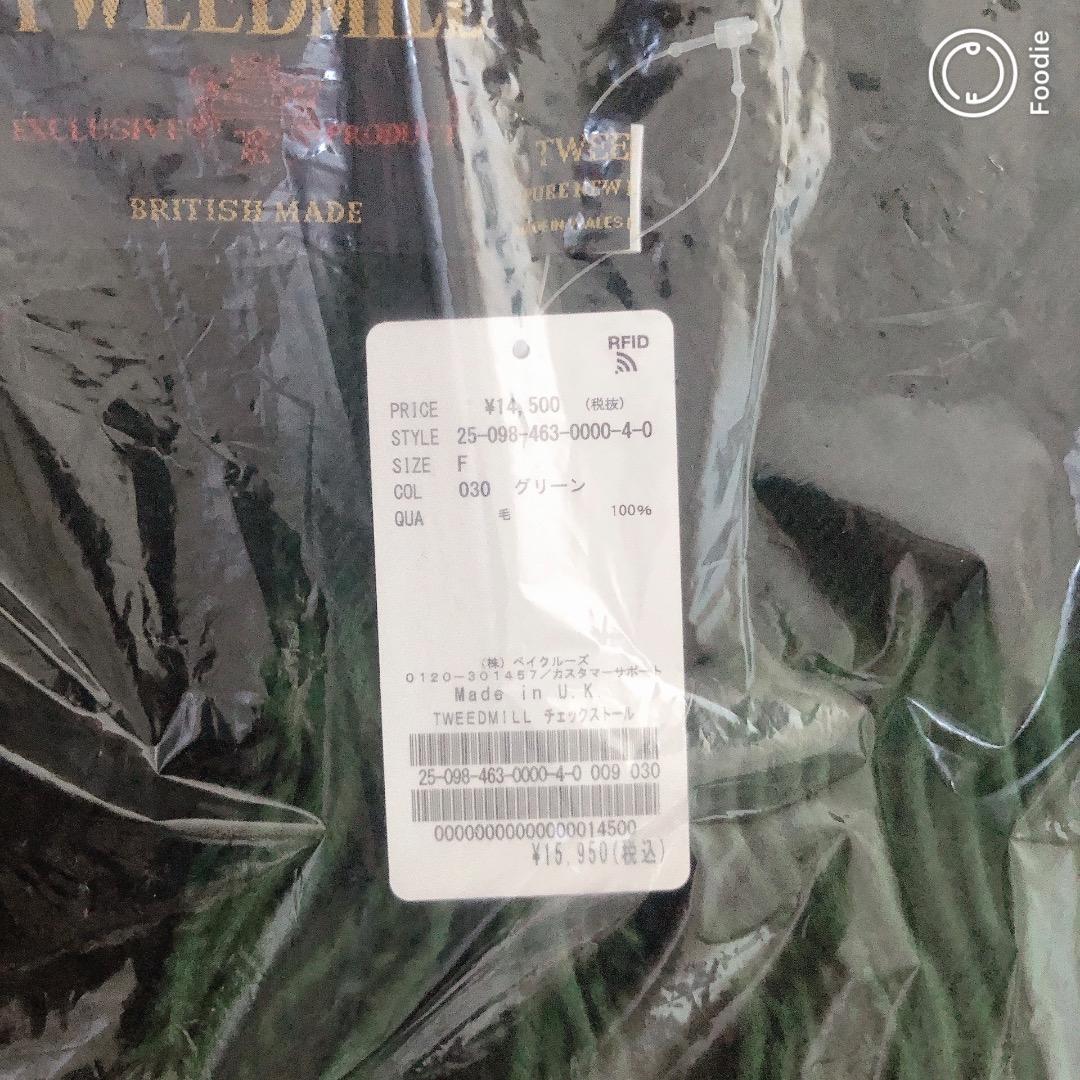 TWEEDMILL
EXCLUSIVE PRODUCT
BRITISH MADE
TWEE
PURE NEW
Foodie
RFID
PRICE ¥14,500 (税抜)
STYLE 25-098-463-0000-4-0
SIZE F
COL 030 グリーン
QUA 毛 100%
(株) ベイクルーズ
0120-301457/カスタマーサポート
Made in U.K.
TWEEDMILL チェックストール
25-098-463-0000-4-0 009 030
00000000000000014500
¥15,950(税込)